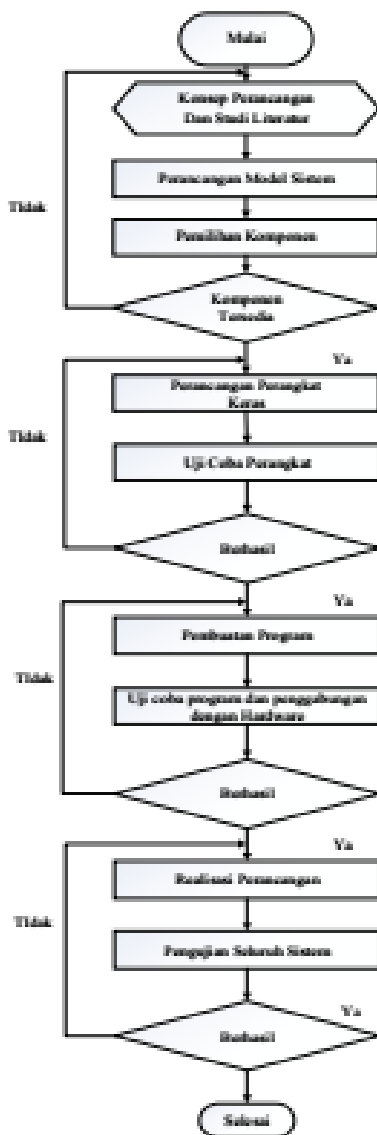 Mulai
Konsep Perancangan
Dan Studi Literatur
Perancangan Model Sistem
Tidak
Pemilihan Komponen
Komponen
Tersedia
Ya
Perancangan Perangkat
Keras
Tidak
Uji Coba Perangkat
Berhasil
Ya
Pembuatan Program
Tidak
Uji coba program dan penggabungan
dengan Hardware
Berhasil
Ya
Realisasi Perancangan
Tidak
Pengujian Seluruh Sistem
Ya
Berhasil
Selesai